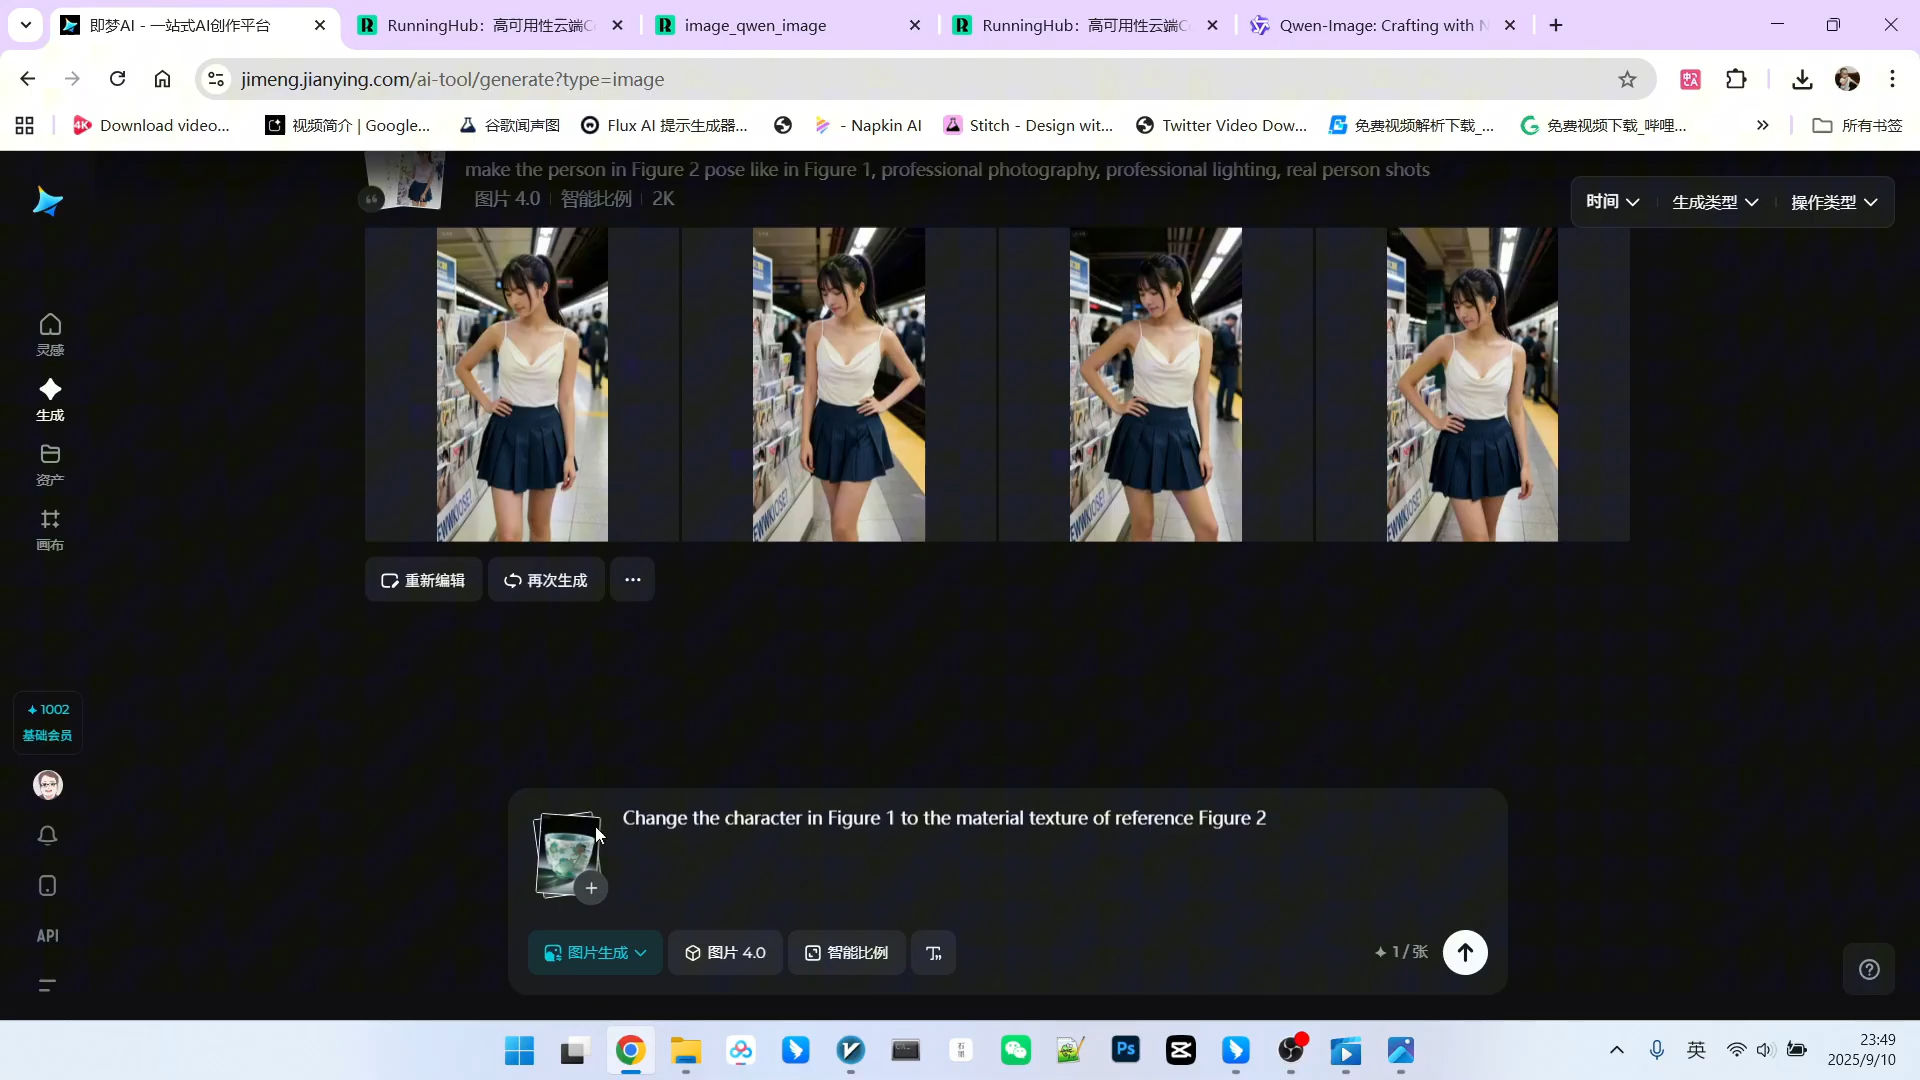 即梦AI - 一站式AI创作平台
RunningHub：高可用性云端C
image_qwen_image
RunningHub：高可用性云端C
Qwen-Image: Crafting with N
jimeng.jianying.com/ai-tool/generate?type=image
Download video...
视频简介 | Google...
谷歌闻声图
Flux AI 提示生成器...
- Napkin AI
Stitch - Design wit...
Twitter Video Dow...
免费视频解析下载_...
免费视频下载_哔哩...
所有书签
make the person in Figure 2 pose like in Figure 1, professional photography, professional lighting, real person shots
图片 4.0 | 智能比例 | 2K
时间
生成类型
操作类型
灵感
生成
资产
画布
重新编辑
再次生成
1002
基础会员
API
Change the character in Figure 1 to the material texture of reference Figure 2
图片生成
图片 4.0
智能比例
1 / 张
Ps
英
23:49
2025/9/10